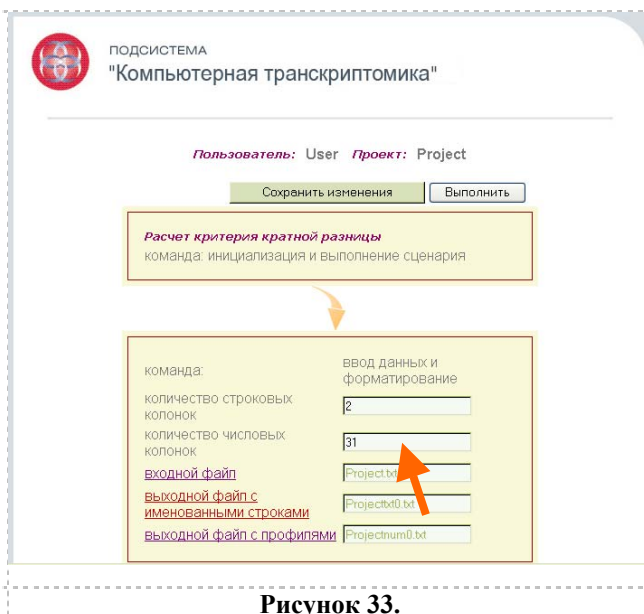 ПОДСИСТЕМА
"Компьютерная транскриптомика"
Пользователь: User Проект: Project
Сохранить изменения Выполнить
Расчет критерия кратной разницы
команда: инициализация и выполнение сценария
команда: ввод данных и
форматирование
количество строковых
колонок 2
количество числовых
колонок 31
входной файл Project.txt
выходной файл с
именованными строками Projecttxt0.txt
выходной файл с профилями Projectnum0.txt
Рисунок 33.